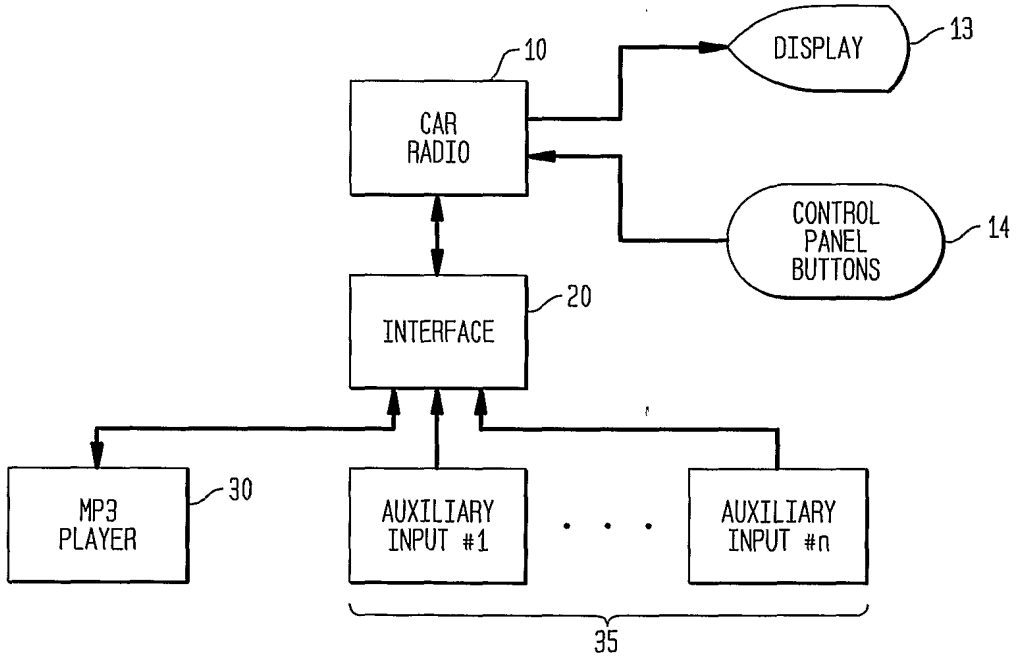 10
CAR
RADIO
DISPLAY
13
CONTROL
PANEL
BUTTONS
14
INTERFACE
20
MP3
PLAYER
30
AUXILIARY
INPUT #1
. . .
AUXILIARY
INPUT #n
35